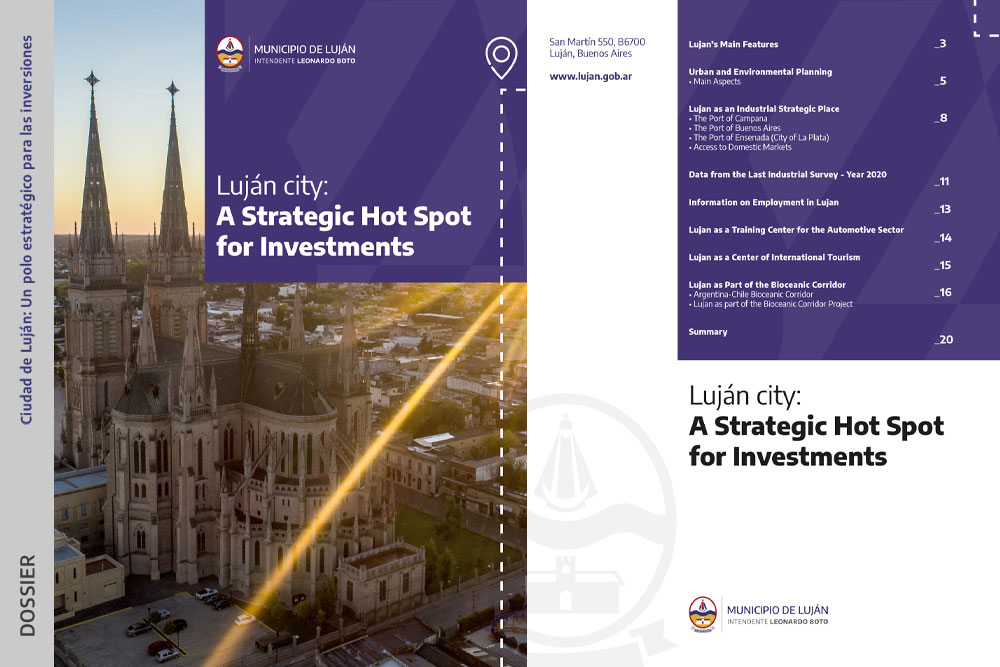 Ciudad de Luján: Un polo estratégico para las inversiones
DOSSIER
MUNICIPIO DE LUJÁN
INTENDENTE LEONARDO BOTO
Luján city:
A Strategic Hot Spot
for Investments
San Martín 550, B6700
Luján, Buenos Aires
www.lujan.gob.ar
Lujan's Main Features _3
Urban and Environmental Planning
• Main Aspects _5
Lujan as an Industrial Strategic Place
• The Port of Campana _8
• The Port of Buenos Aires
• The Port of Ensenada (City of La Plata)
• Access to Domestic Markets
Data from the Last Industrial Survey - Year 2020 _11
Information on Employment in Lujan _13
Lujan as a Training Center for the Automotive Sector _14
Lujan as a Center of International Tourism _15
Lujan as Part of the Bioceanic Corridor
• Argentina-Chile Bioceanic Corridor _16
• Lujan as part of the Bioceanic Corridor Project
Summary _20
Luján city:
A Strategic Hot Spot
for Investments
MUNICIPIO DE LUJÁN
INTENDENTE LEONARDO BOTO